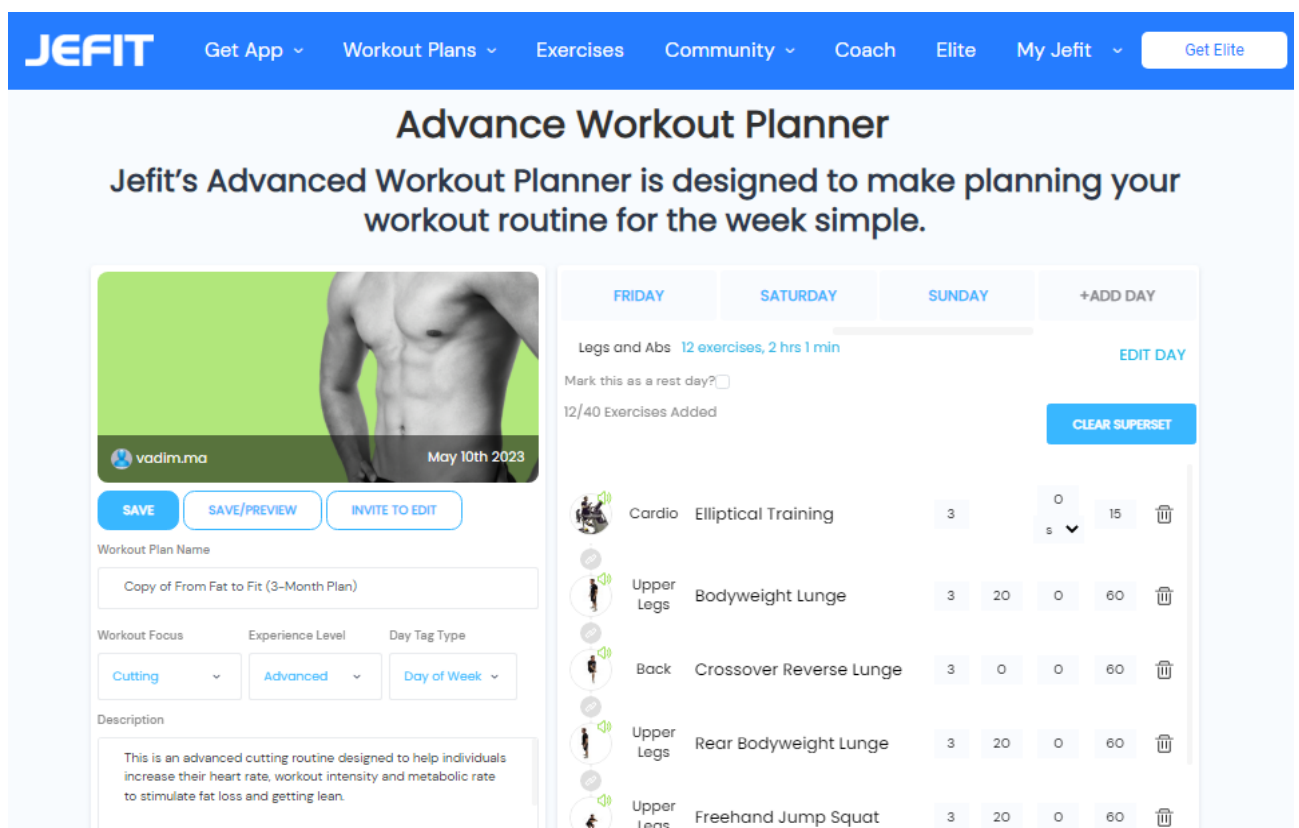 JEFIT Get App Workout Plans Exercises Community Coach Elite My Jefit Get Elite
Advance Workout Planner
Jefit's Advanced Workout Planner is designed to make planning your
workout routine for the week simple.
vadim.ma May 10th 2023
SAVE SAVE/PREVIEW INVITE TO EDIT
Workout Plan Name
Copy of From Fat to Fit (3-Month Plan)
Workout Focus Experience Level Day Tag Type
Cutting Advanced Day of Week
Description
This is an advanced cutting routine designed to help individuals
increase their heart rate, workout intensity and metabolic rate
to stimulate fat loss and getting lean.
FRIDAY SATURDAY SUNDAY +ADD DAY
Legs and Abs 12 exercises, 2 hrs 1 min
EDIT DAY
Mark this as a rest day?
12/40 Exercises Added
CLEAR SUPERSET
Cardio Elliptical Training 3 0 s 15
Upper Legs Bodyweight Lunge 3 20 0 60
Back Crossover Reverse Lunge 3 0 0 60
Upper Legs Rear Bodyweight Lunge 3 20 0 60
Upper Legs Freehand Jump Squat 3 20 0 60